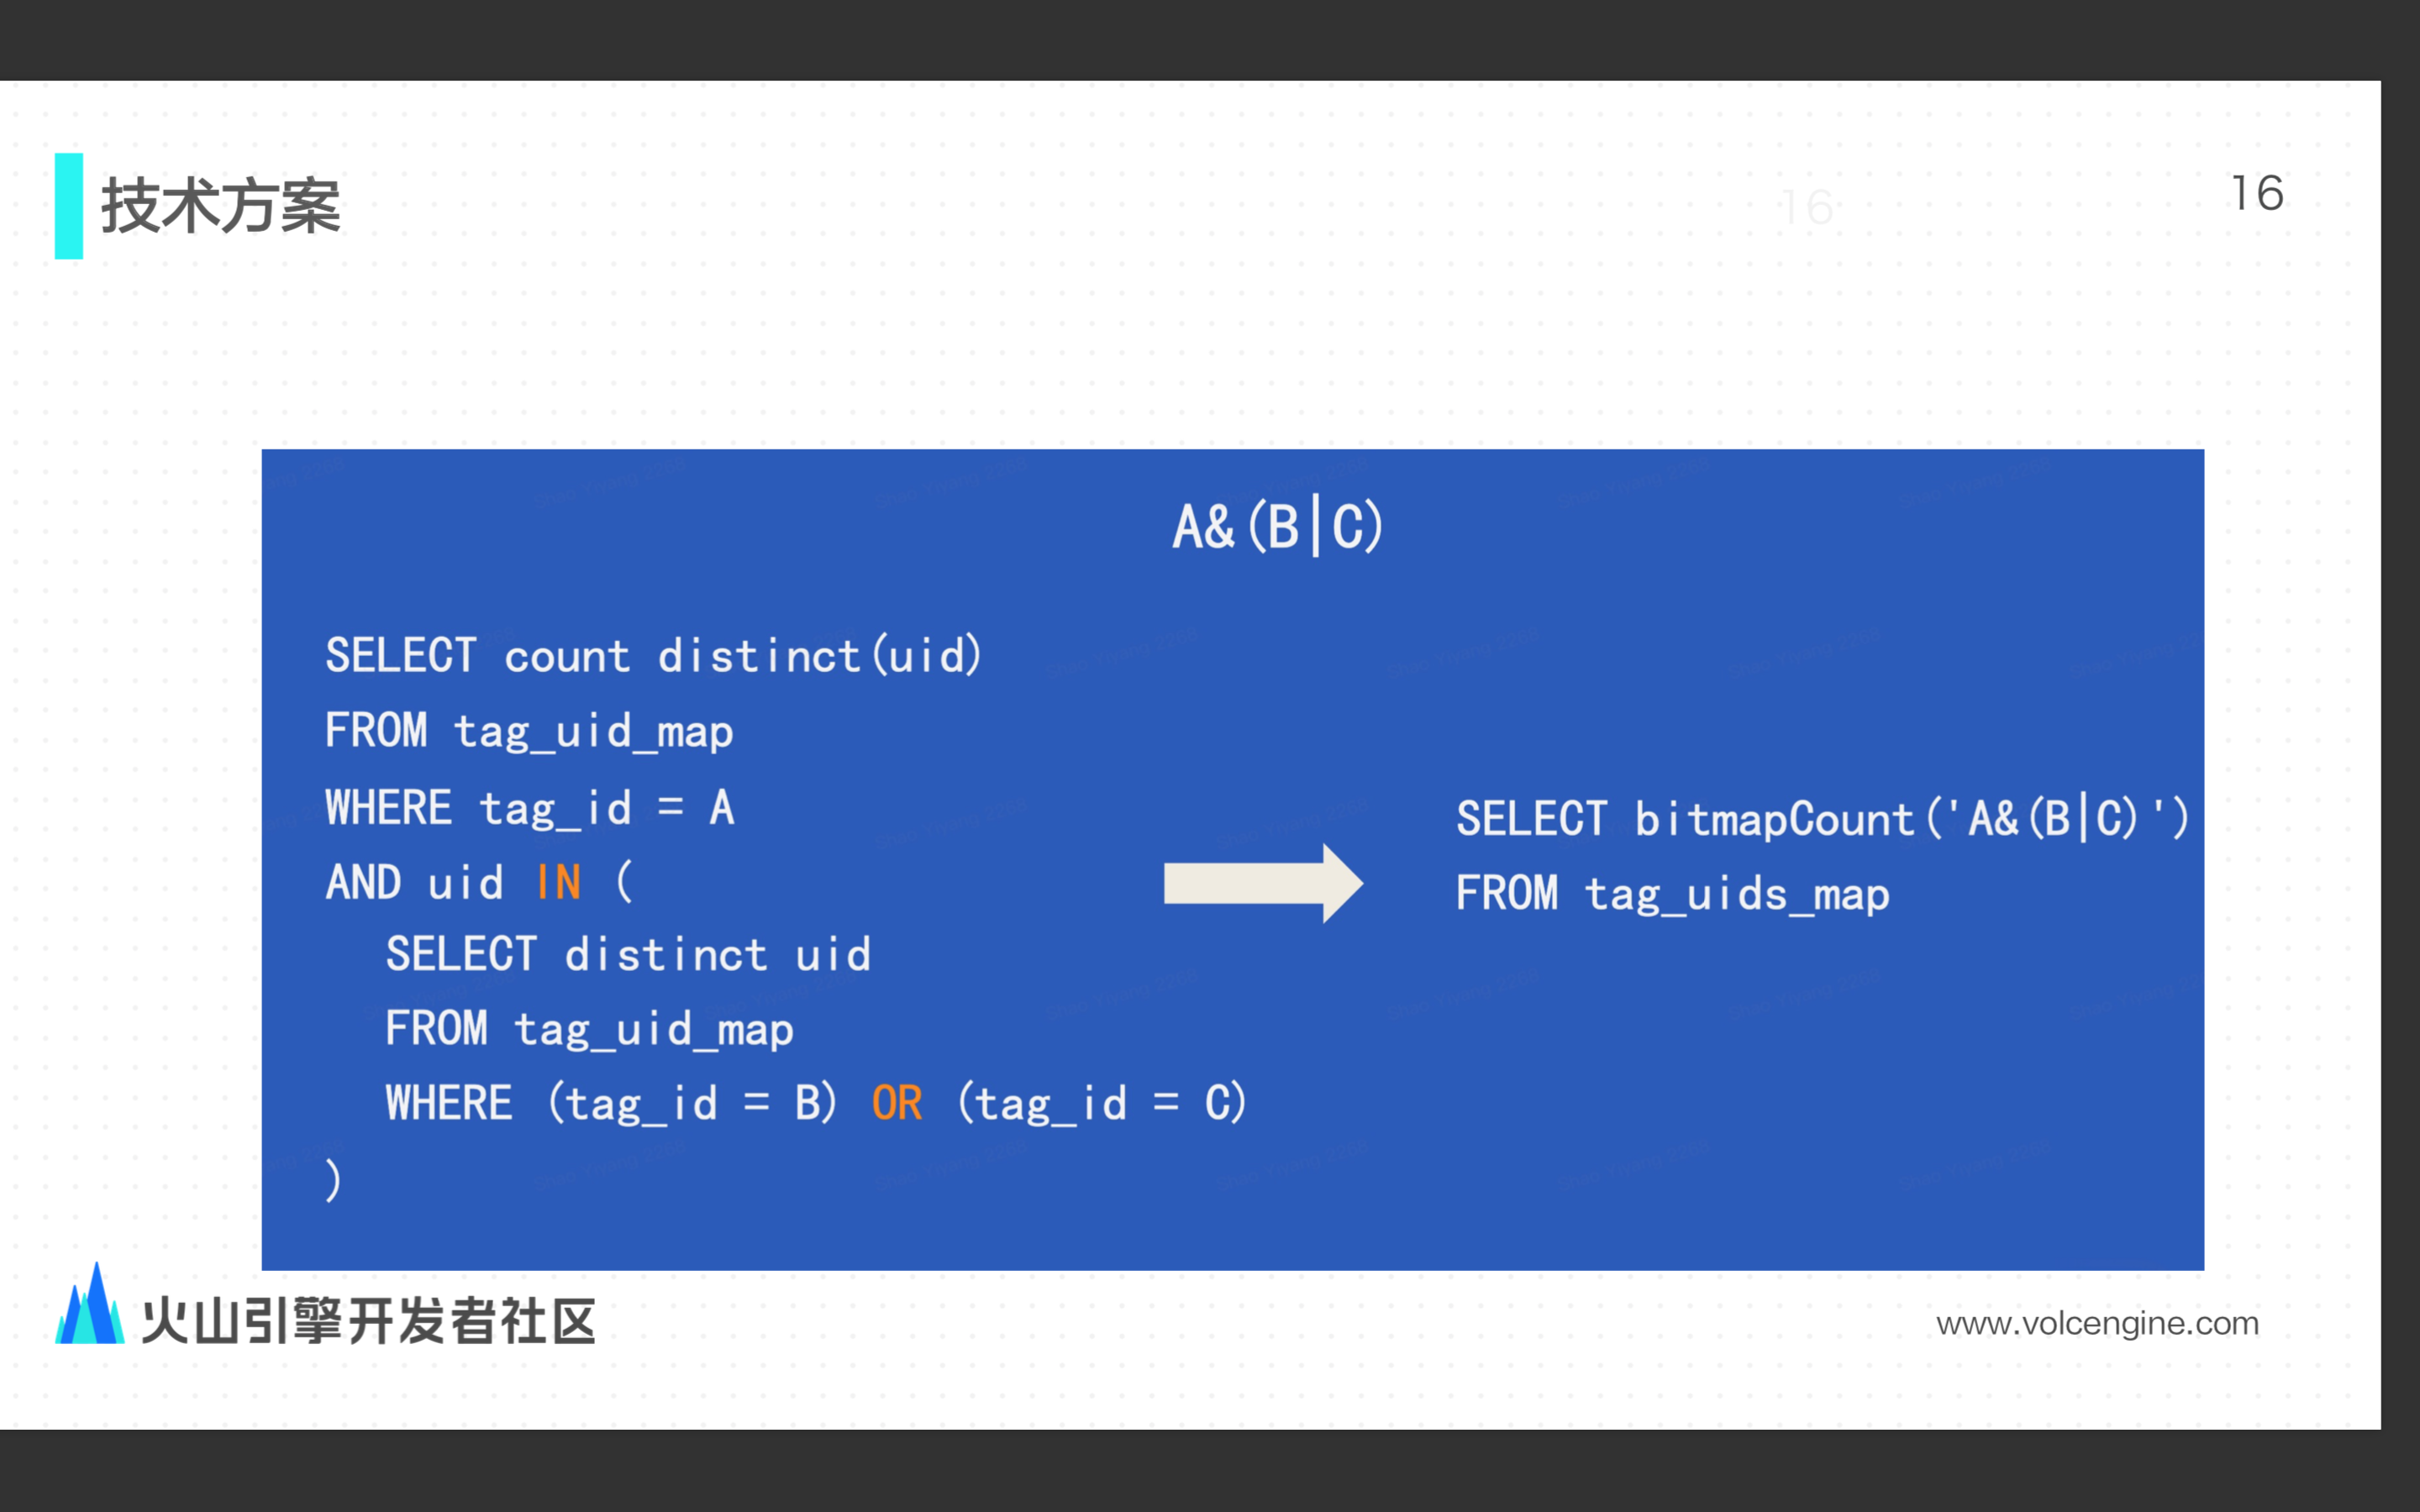 技术方案
16
16
A&(B|C)
SELECT count distinct(uid)
FROM tag_uid_map
WHERE tag_id = A
AND uid IN (
SELECT distinct uid
FROM tag_uid_map
WHERE (tag_id = B) OR (tag_id = C)
)
SELECT bitmapCount('A&(B|C)')
FROM tag_uids_map
火山引擎开发者社区
www.volcengine.com